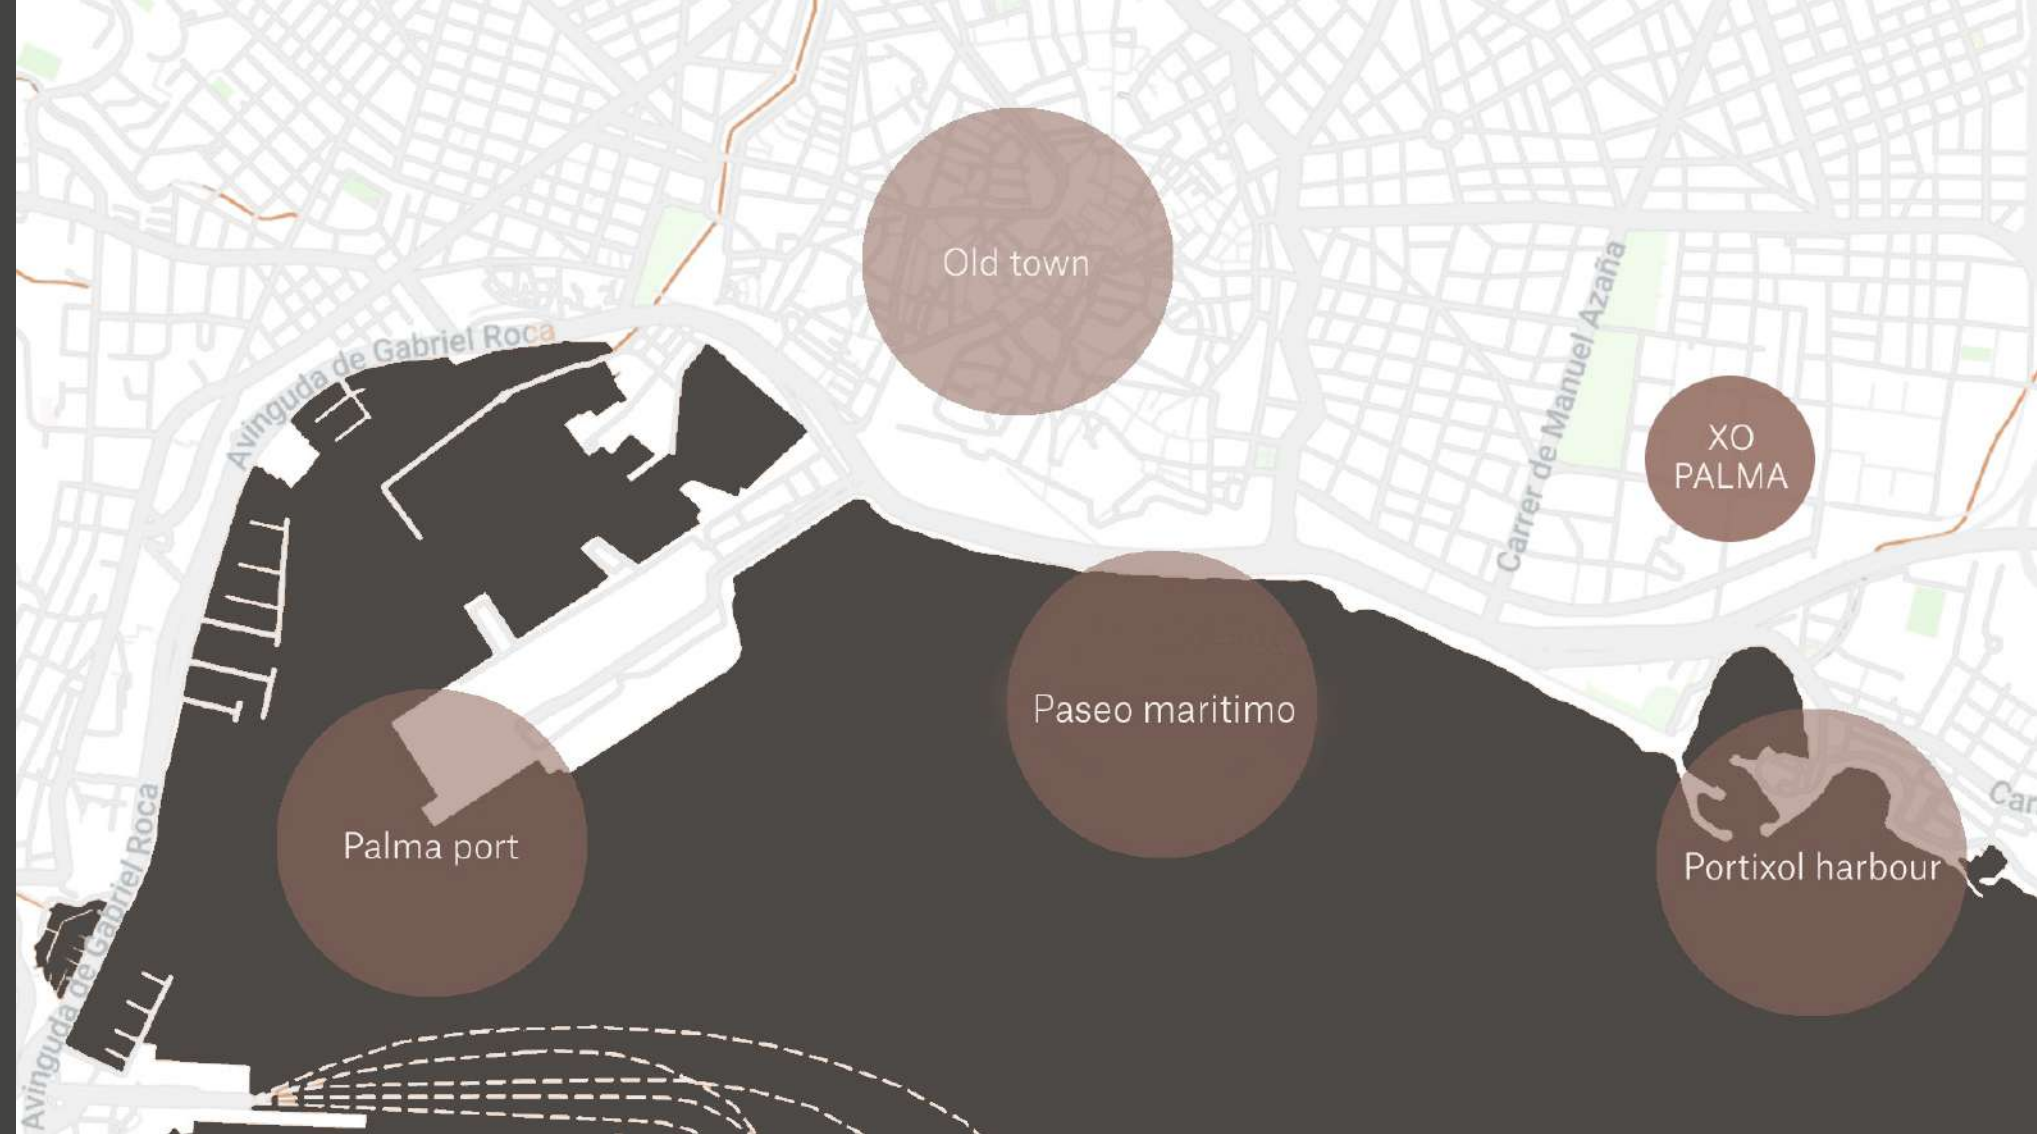 Old town
Avinguda de Gabriel Roca
Carrer de Manuel Azaña
XO
PALMA
Paseo maritimo
Palma port
Portixol harbour
Car
Avinguda de Gabriel Roca